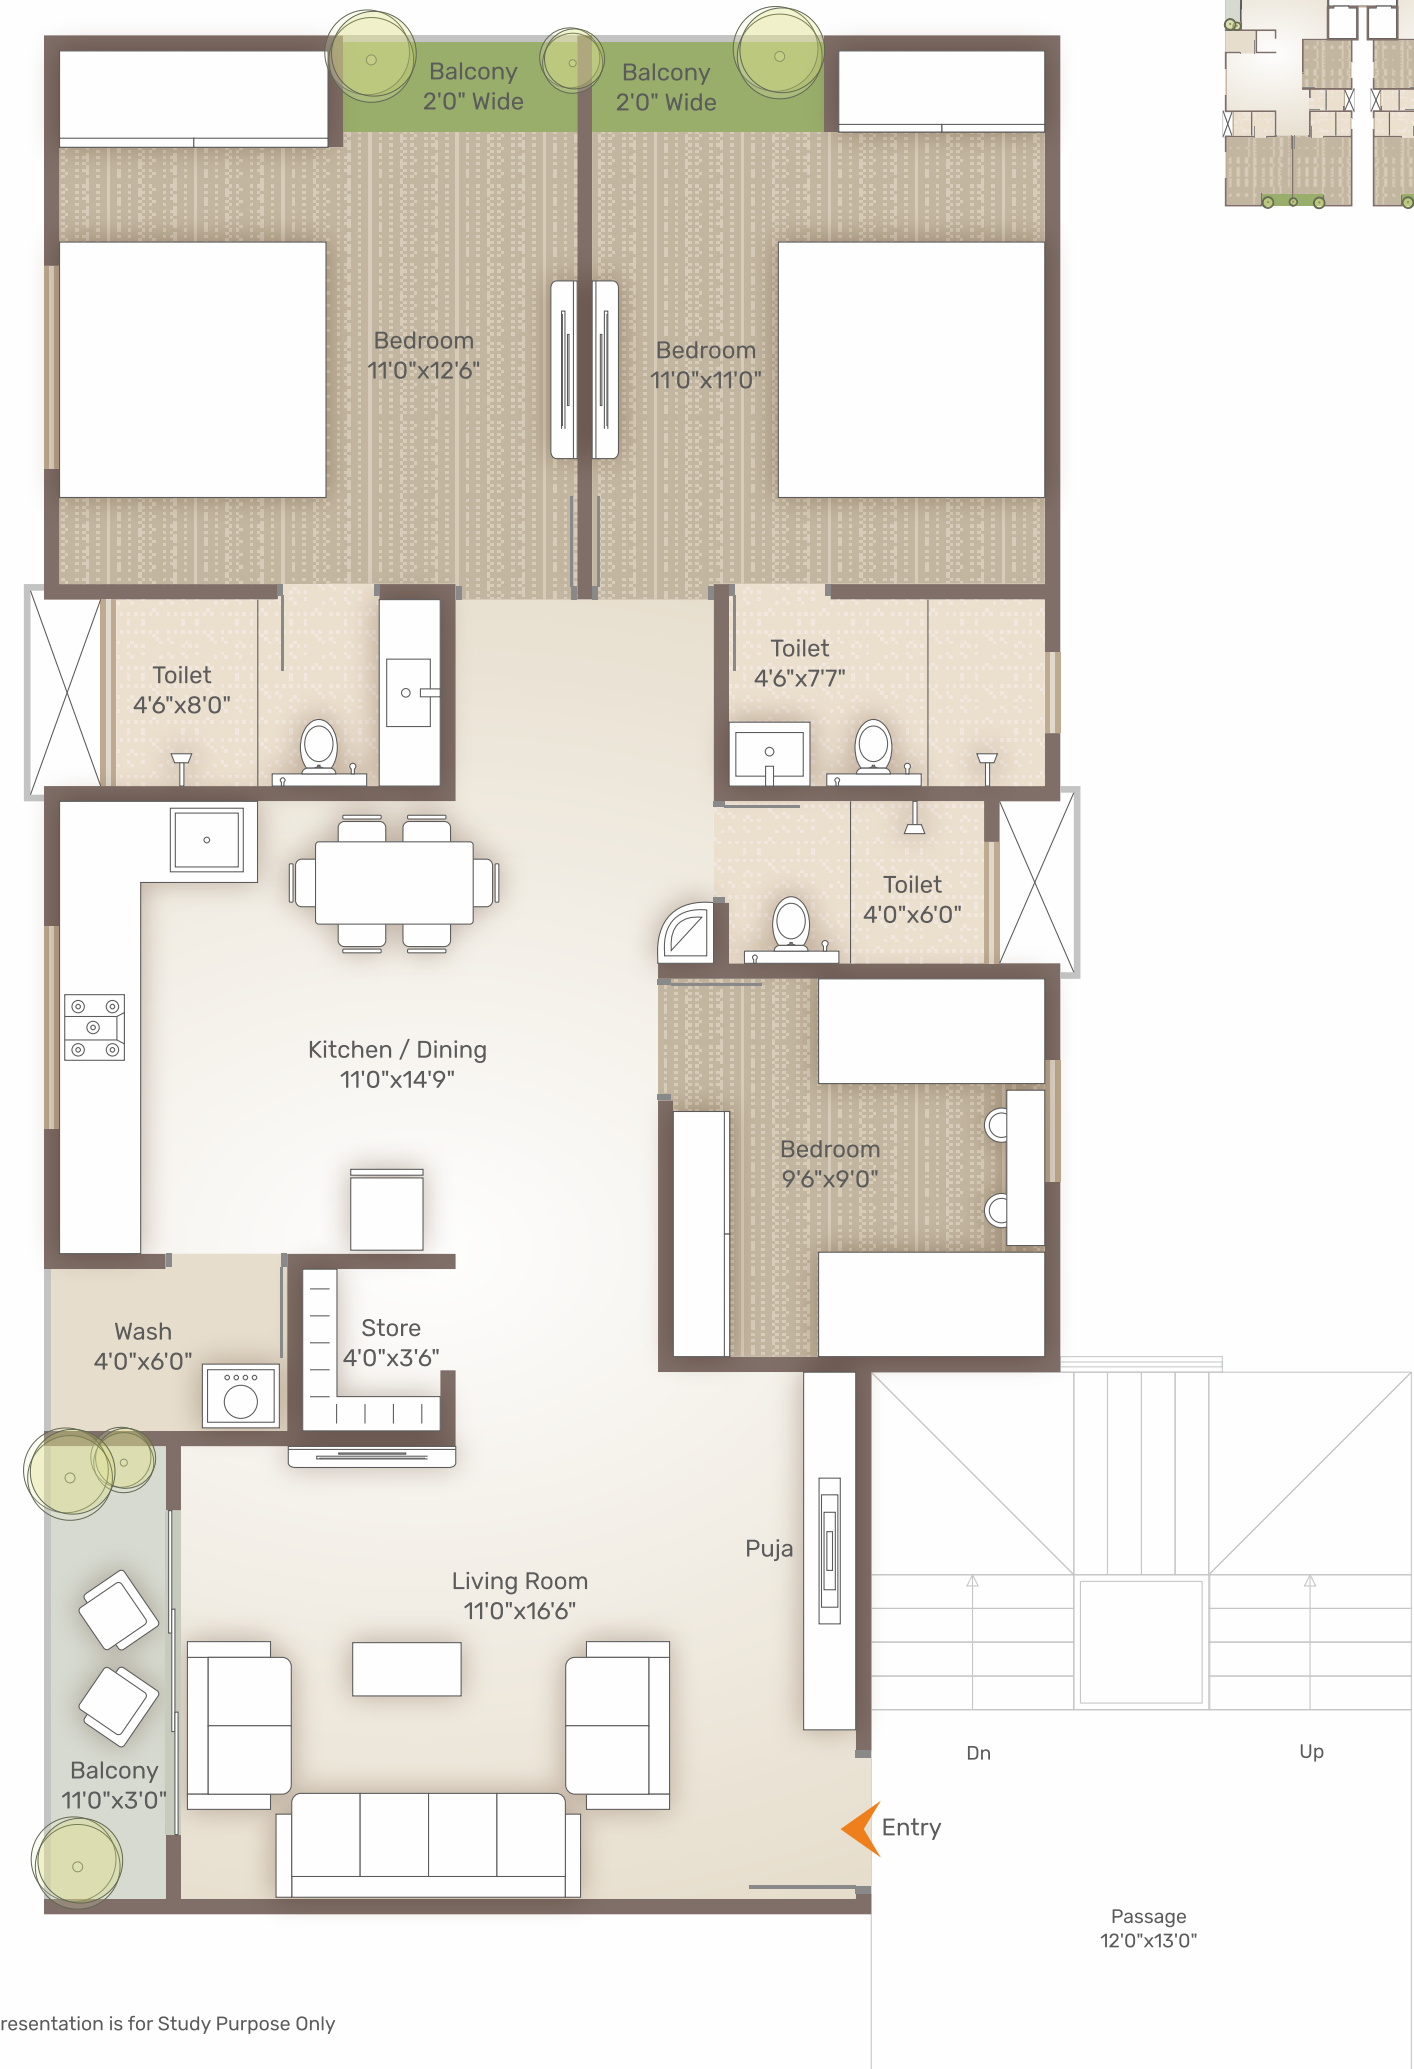 Balcony
2'0" Wide
Balcony
2'0" Wide
Bedroom
11'0"x12'6"
Bedroom
11'0"x11'0"
Toilet
4'6"x8'0"
Toilet
4'6"x7'7"
Toilet
4'0"x6'0"
Kitchen / Dining
11'0"x14'9"
Bedroom
9'6"x9'0"
Wash
4'0"x6'0"
Store
4'0"x3'6"
Puja
Living Room
11'0"x16'6"
Balcony
11'0"x3'0"
Dn
Up
Entry
Passage
12'0"x13'0"
resentation is for Study Purpose Only